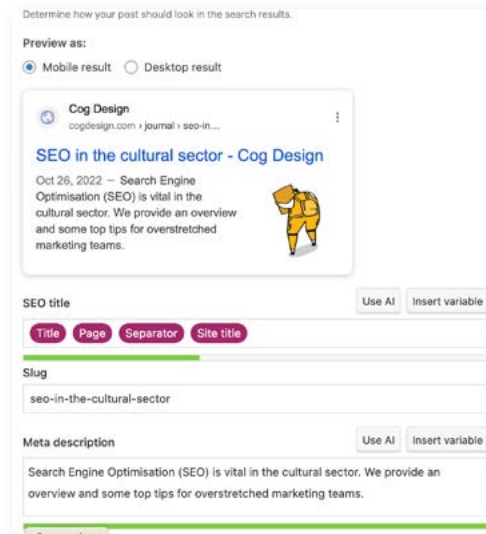 Determine how your post should look in the search results.
Preview as:
Mobile result Desktop result
Cog Design
cogdesign.com › journal › seo-in...
SEO in the cultural sector - Cog Design
Oct 26, 2022 — Search Engine
Optimisation (SEO) is vital in the
cultural sector. We provide an overview
and some top tips for overstretched
marketing teams.
SEO title Use AI Insert variable
Title Page Separator Site title
Slug
seo-in-the-cultural-sector
Meta description Use AI Insert variable
Search Engine Optimisation (SEO) is vital in the cultural sector. We provide an
overview and some top tips for overstretched marketing teams.